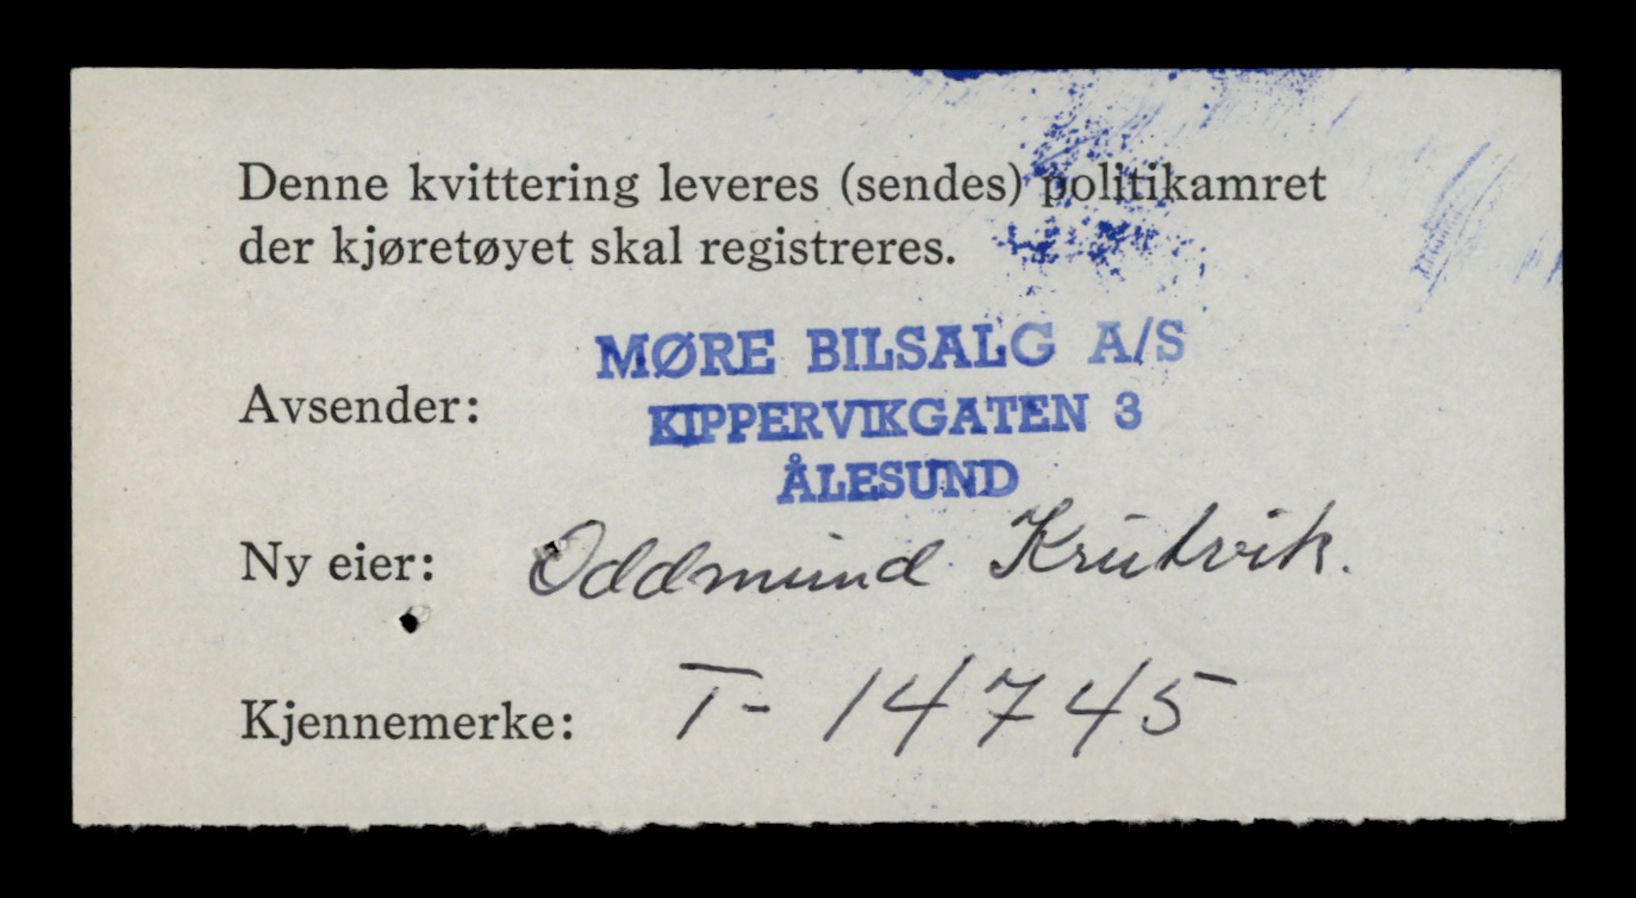 Denne kvittering leveres (sendes) politikamret
der kjøretøyet skal registreres.
MØRE BILSALG A/S
Avsender:
KIPPERVIKGATEN 3
ÅLESUND
Ny eier: Oddmund Krutvik.
Kjennemerke: T- 14745